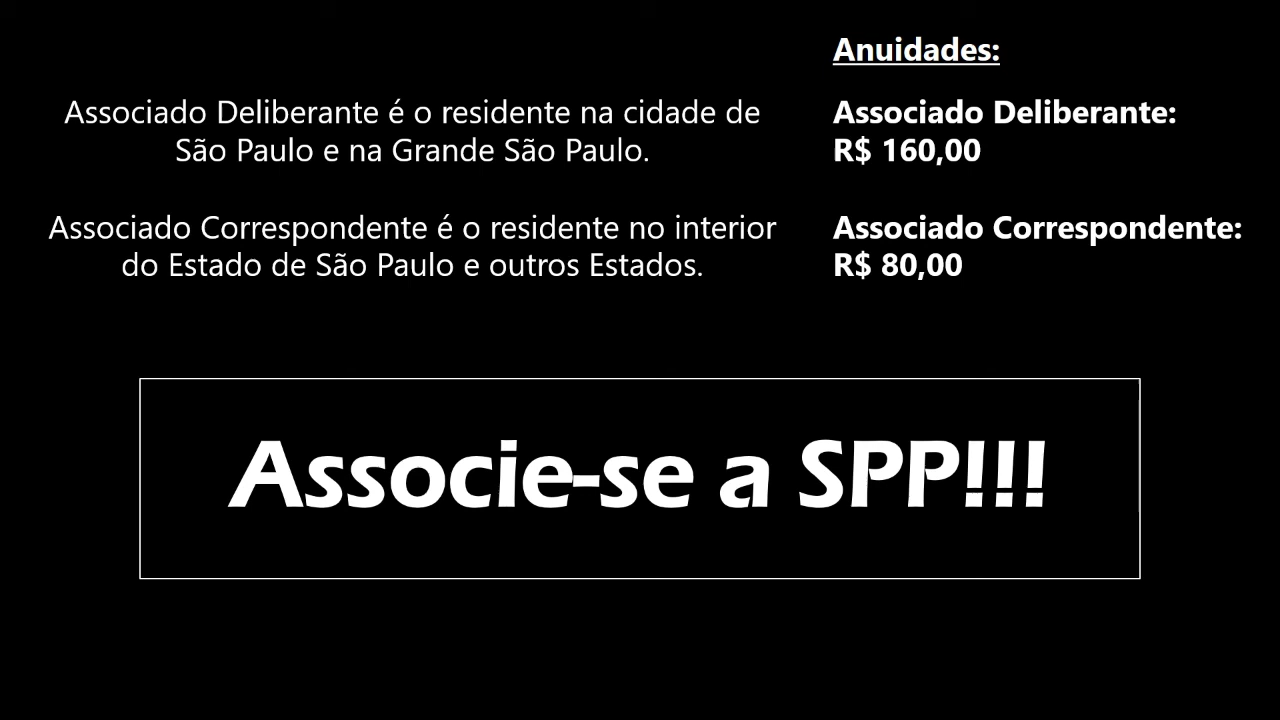 Anuidades:
Associado Deliberante é o residente na cidade de
São Paulo e na Grande São Paulo.
Associado Deliberante:
R$ 160,00
Associado Correspondente é o residente no interior
do Estado de São Paulo e outros Estados.
Associado Correspondente:
R$ 80,00
Associe-se a SPP!!!